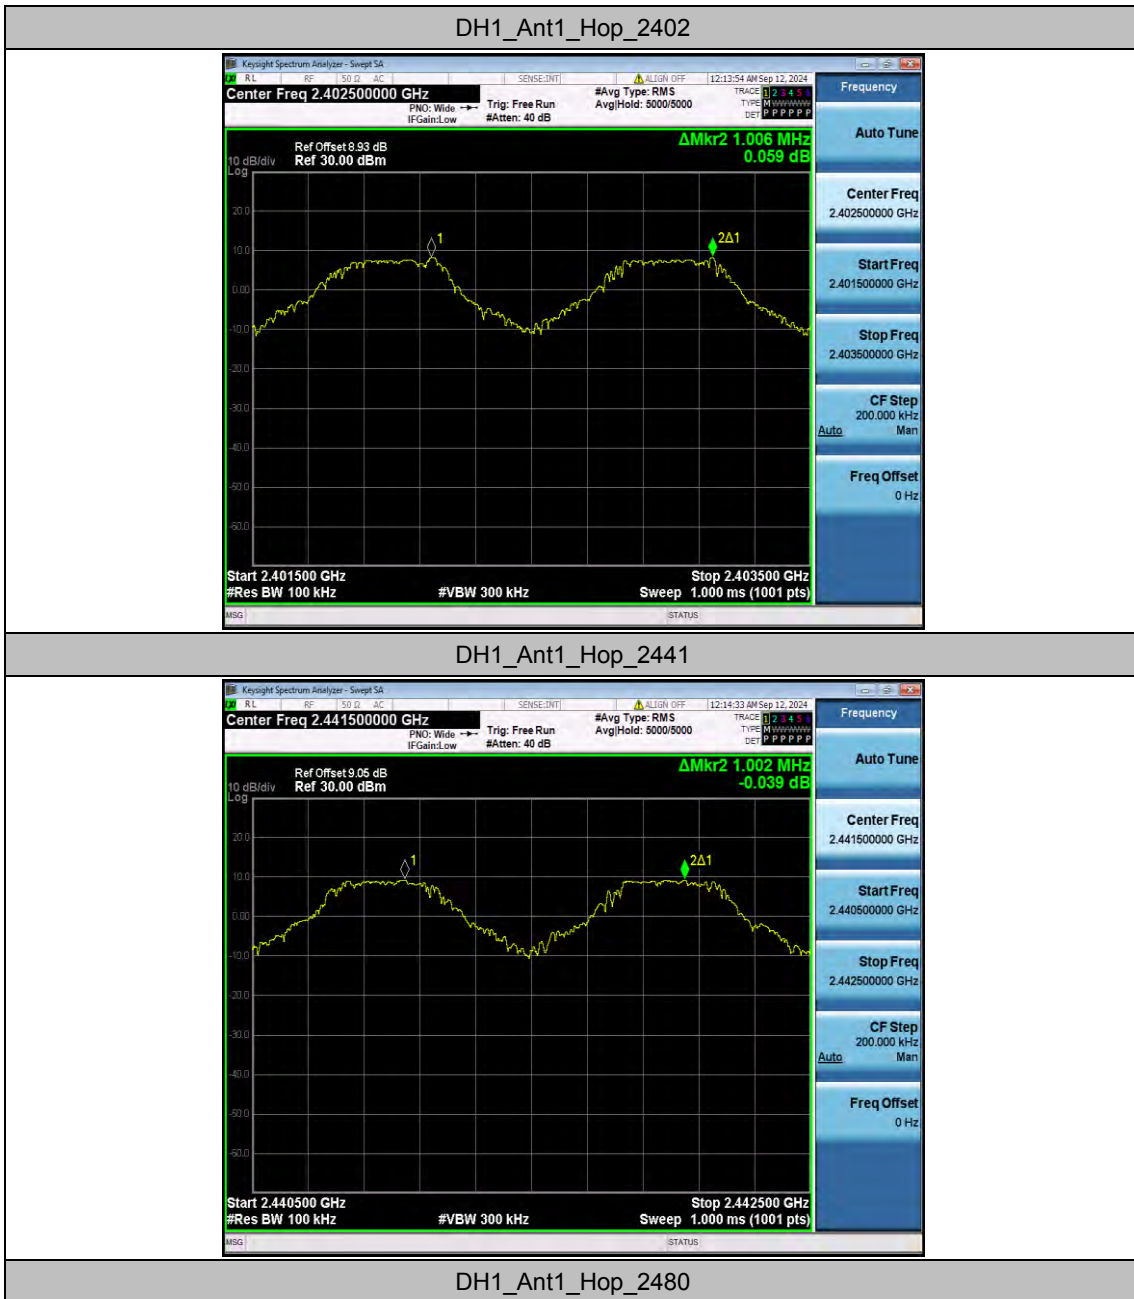 DH1_Ant1_Hop_2402
Keysight Spectrum Analyzer - Swept SA
RL RF 50 Ω AC SENSE:INT ALIGN OFF 12:13:54 AM Sep 12, 2024
Center Freq 2.402500000 GHz #Avg Type: RMS TRACE 1 2 3 4 5 6
PNO: Wide Trig: Free Run Avg|Hold: 5000/5000 TYPE M WWWWW
IFGain:Low #Atten: 40 dB DET P P P P P P
Frequency
ΔMkr2 1.006 MHz
0.059 dB
Ref Offset 8.93 dB
10 dB/div Ref 30.00 dBm
Log
20.0
10.0
0.00
-10.0
-20.0
-30.0
-40.0
-50.0
-60.0
1
2Δ1
Start 2.401500 GHz Stop 2.403500 GHz
#Res BW 100 kHz #VBW 300 kHz Sweep 1.000 ms (1001 pts)
MSG STATUS
Auto Tune
Center Freq
2.402500000 GHz
Start Freq
2.401500000 GHz
Stop Freq
2.403500000 GHz
CF Step
200.000 kHz
Auto Man
Freq Offset
0 Hz
DH1_Ant1_Hop_2441
Keysight Spectrum Analyzer - Swept SA
RL RF 50 Ω AC SENSE:INT ALIGN OFF 12:14:33 AM Sep 12, 2024
Center Freq 2.441500000 GHz #Avg Type: RMS TRACE 1 2 3 4 5 6
PNO: Wide Trig: Free Run Avg|Hold: 5000/5000 TYPE M WWWWW
IFGain:Low #Atten: 40 dB DET P P P P P P
Frequency
ΔMkr2 1.002 MHz
-0.039 dB
Ref Offset 9.05 dB
10 dB/div Ref 30.00 dBm
Log
20.0
10.0
0.00
-10.0
-20.0
-30.0
-40.0
-50.0
-60.0
1
2Δ1
Start 2.440500 GHz Stop 2.442500 GHz
#Res BW 100 kHz #VBW 300 kHz Sweep 1.000 ms (1001 pts)
MSG STATUS
Auto Tune
Center Freq
2.441500000 GHz
Start Freq
2.440500000 GHz
Stop Freq
2.442500000 GHz
CF Step
200.000 kHz
Auto Man
Freq Offset
0 Hz
DH1_Ant1_Hop_2480